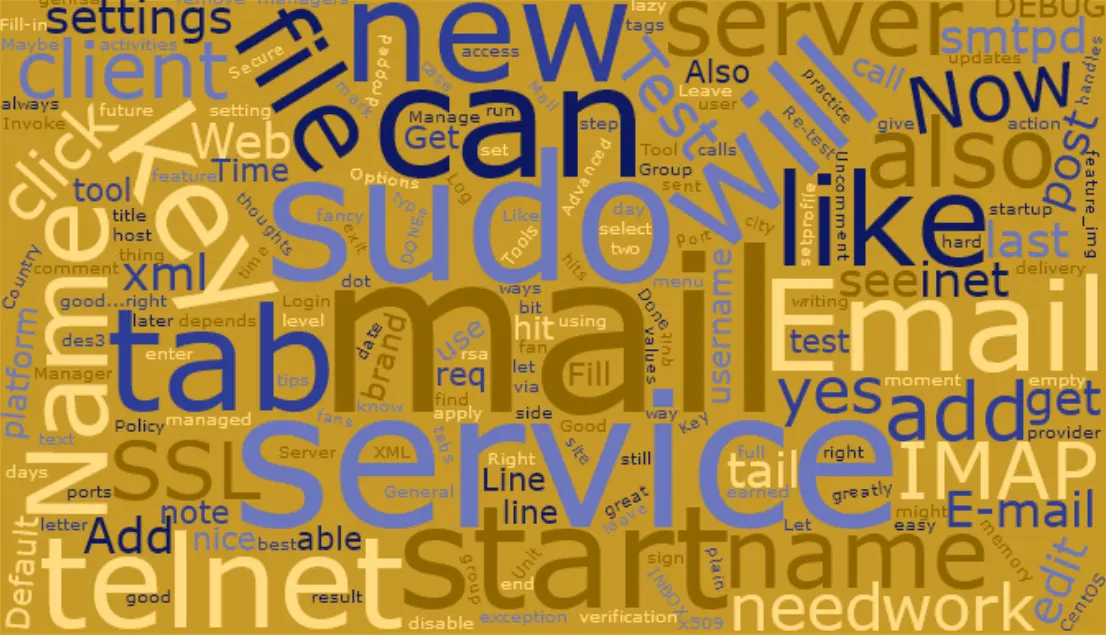 genfsa
remove
managers
lazy
DEBUG
Fill-in
settings
new
server
tags
smtpd
Maybe
activities
Secure
access
Also
call
updates
client
file
dropped
case
Test
Leave
practice
Now
handles
always
future
setting
mark
can
Mail
user
will
Re-test
give
action
Invoke
click
Key
Web
Manage
run
Get
set
step
Tool
calls
also
post
feature
Time
Options
Log
Advanced
Group
sent
Uncomment
feature_img
tool
title
host
thoughts
fancy
exit
typ
DONE
sudo
Like
Tools
day
select
two
Port
city
setprofile
like
hard
startup
last
Country
comment
thing
xml
time
dot
hits
ways
menu
see
inet
delivery
Name
good...right
Login
mail
bit
using
Done
username
writing
Email
platform
des3
later
depends
level
date
brand
use
rsa
hit
fan
unit
values
test
Manager
enter
tab
tips
req
let
via
Fill
yes
moment
empty
managed
fans
know
find
apply
side
way
Key
add
get
provider
text
Policy
tabs
Good
days
SSL
Server
XML
service
Right
site
still
full
right
tail
IMAP
ports
General
Line
line
great
leave
earned
greatly
might
easy
E-mail
letter
note
Add
nice
best
able
start
Let
name
memory
Default
telnet
group
Unit
end
sign
INBOX
plain
edit
CentOS
good
result
disable
exception
verification
x509
need
work